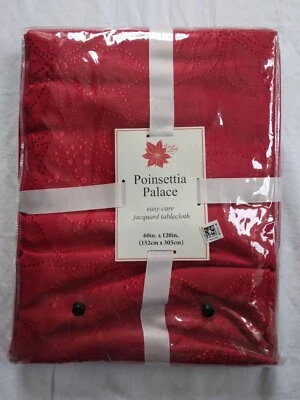 Poinsettia
Palace
easy care
jacquard tablecloth
60in. x 120in.
(152cm x 305cm)